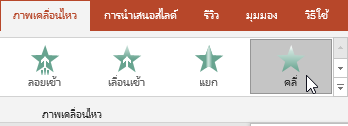 ภาพเคลื่อนไหว การนำเสนอสไลด์ รีวิว มุมมอง วิธีใช้
ลอยเข้า เลื่อนเข้า แยก คลี่
ภาพเคลื่อนไหว